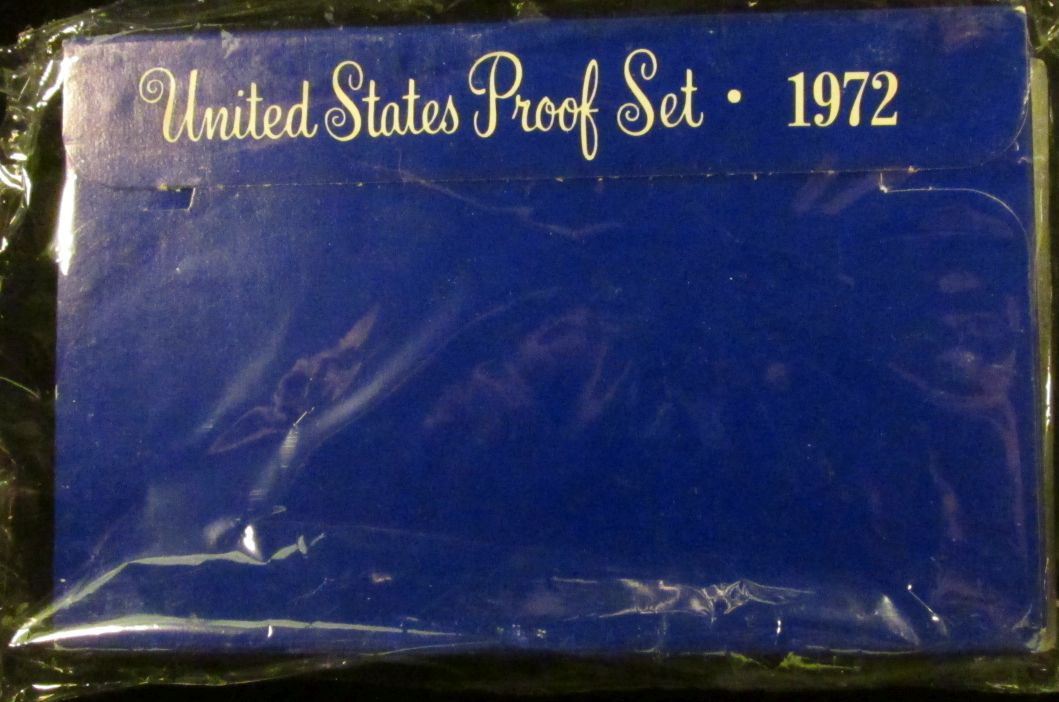 United States Proof Set • 1972